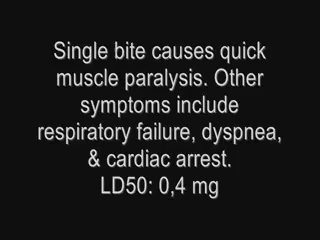 Single bite causes quick
muscle paralysis. Other
symptoms include
respiratory failure, dyspnea,
& cardiac arrest.
LD50: 0,4 mg